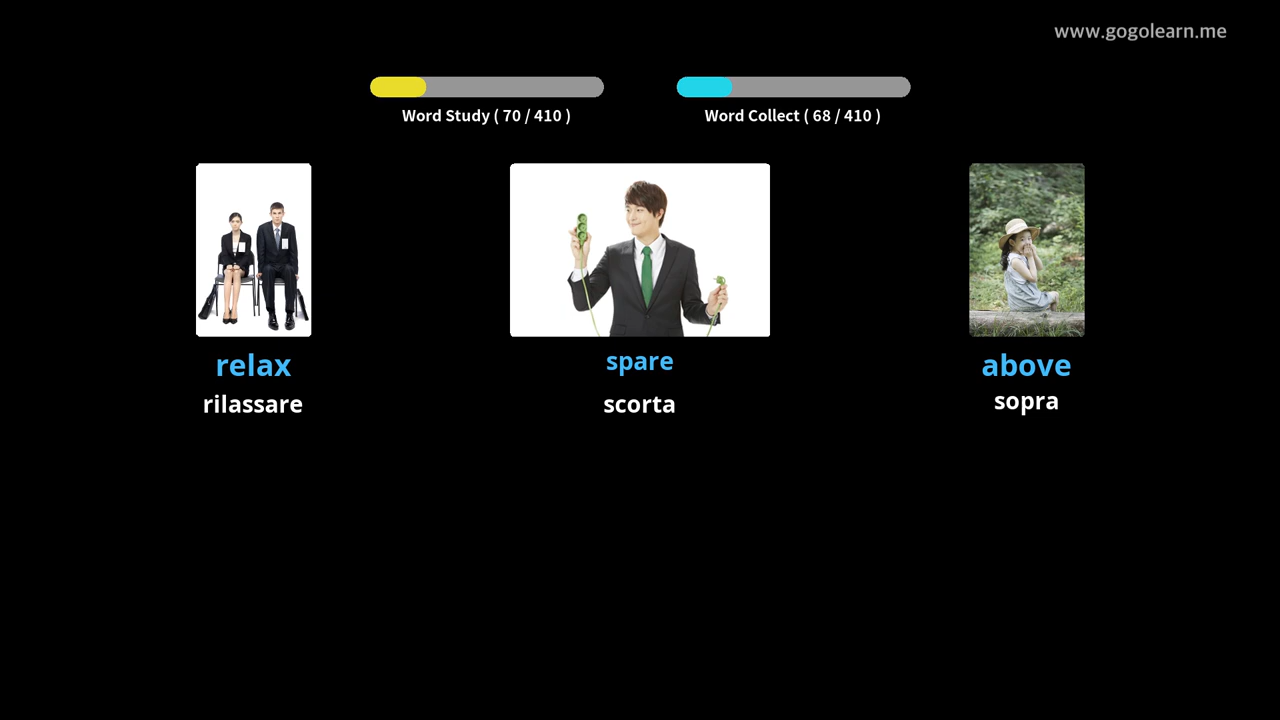 www.gogolearn.me
Word Study ( 70 / 410 )
Word Collect ( 68 / 410 )
relax
rilassare
spare
scorta
above
sopra